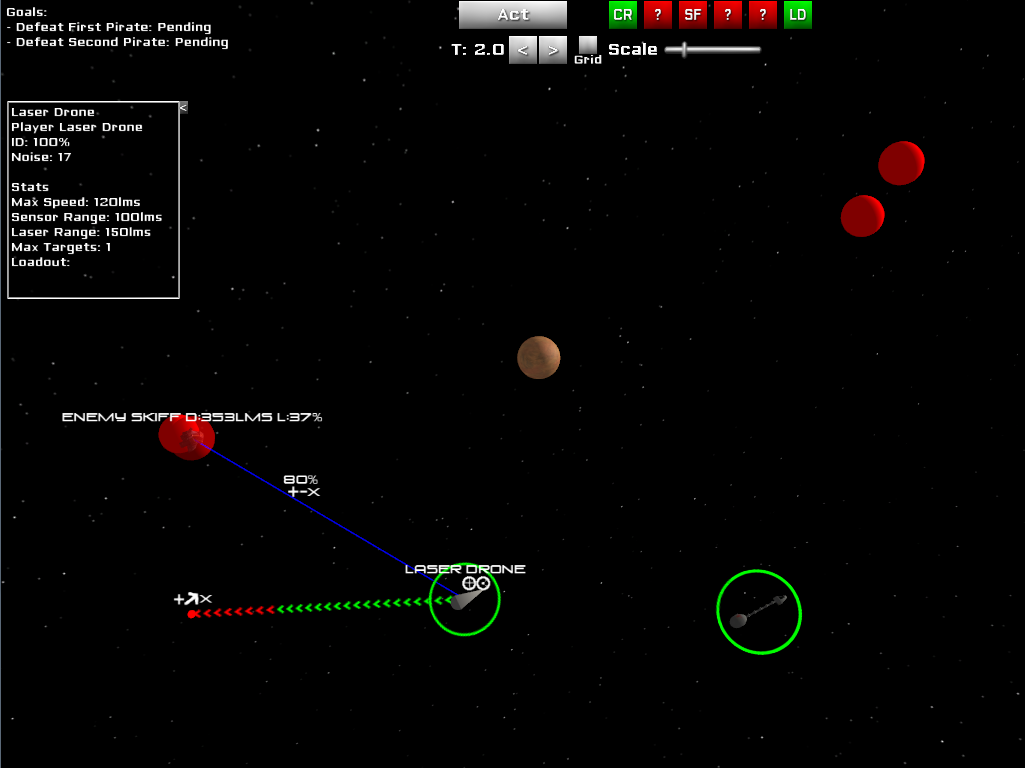 Goals:
- Defeat First Pirate: Pending
- Defeat Second Pirate: Pending
Act
CR ? SF ? ? LD
T: 2.0 < > Grid Scale
<
Laser Drone
Player Laser Drone
ID: 100%
Noise: 17
Stats
Max Speed: 120lms
Sensor Range: 100lms
Laser Range: 150lms
Max Targets: 1
Loadout:
ENEMY SKIFF D:353LMS L:37%
80%
+-X
LASER DRONE
+ X